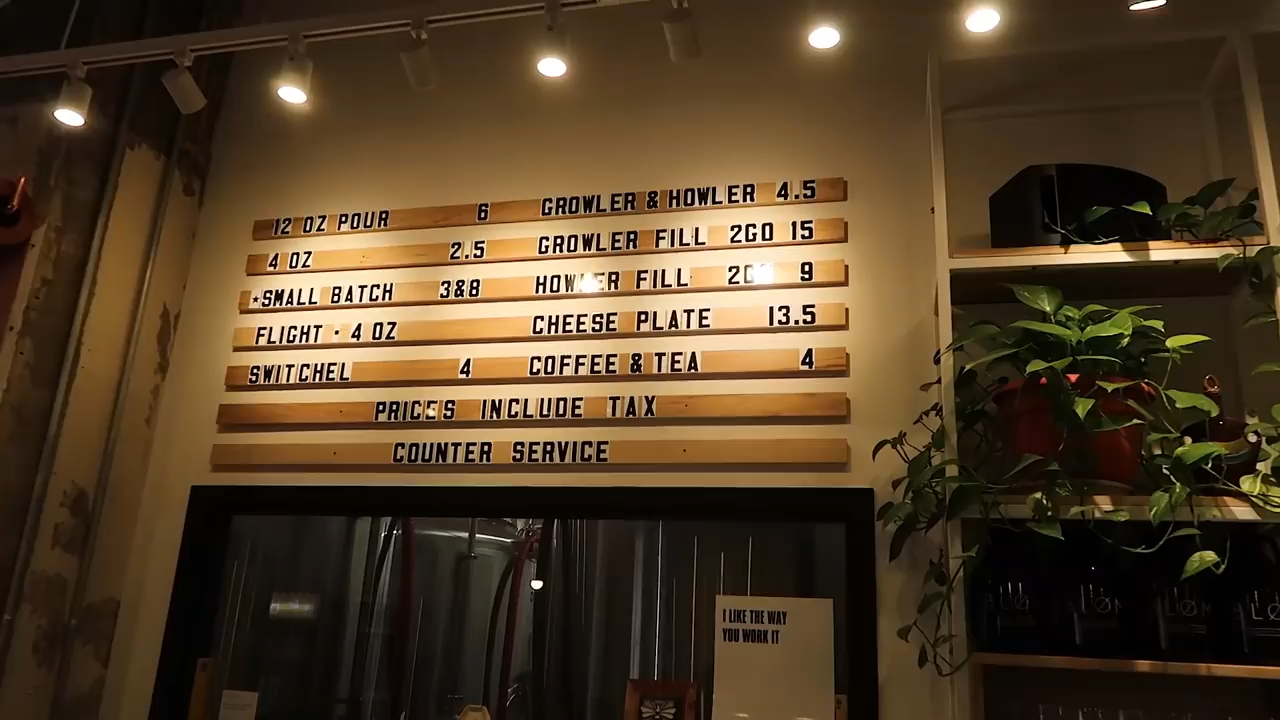 12 OZ POUR 6 GROWLER & HOWLER 4.5
4 OZ 2.5 GROWLER FILL 2GO 15
*SMALL BATCH 3&8 FILL 9
FLIGHT · 4 OZ CHEESE PLATE 13.5
SWITCHEL 4 COFFEE & TEA 4
PRICES INCLUDE TAX
COUNTER SERVICE
I LIKE THE WAY
YOU WORK IT